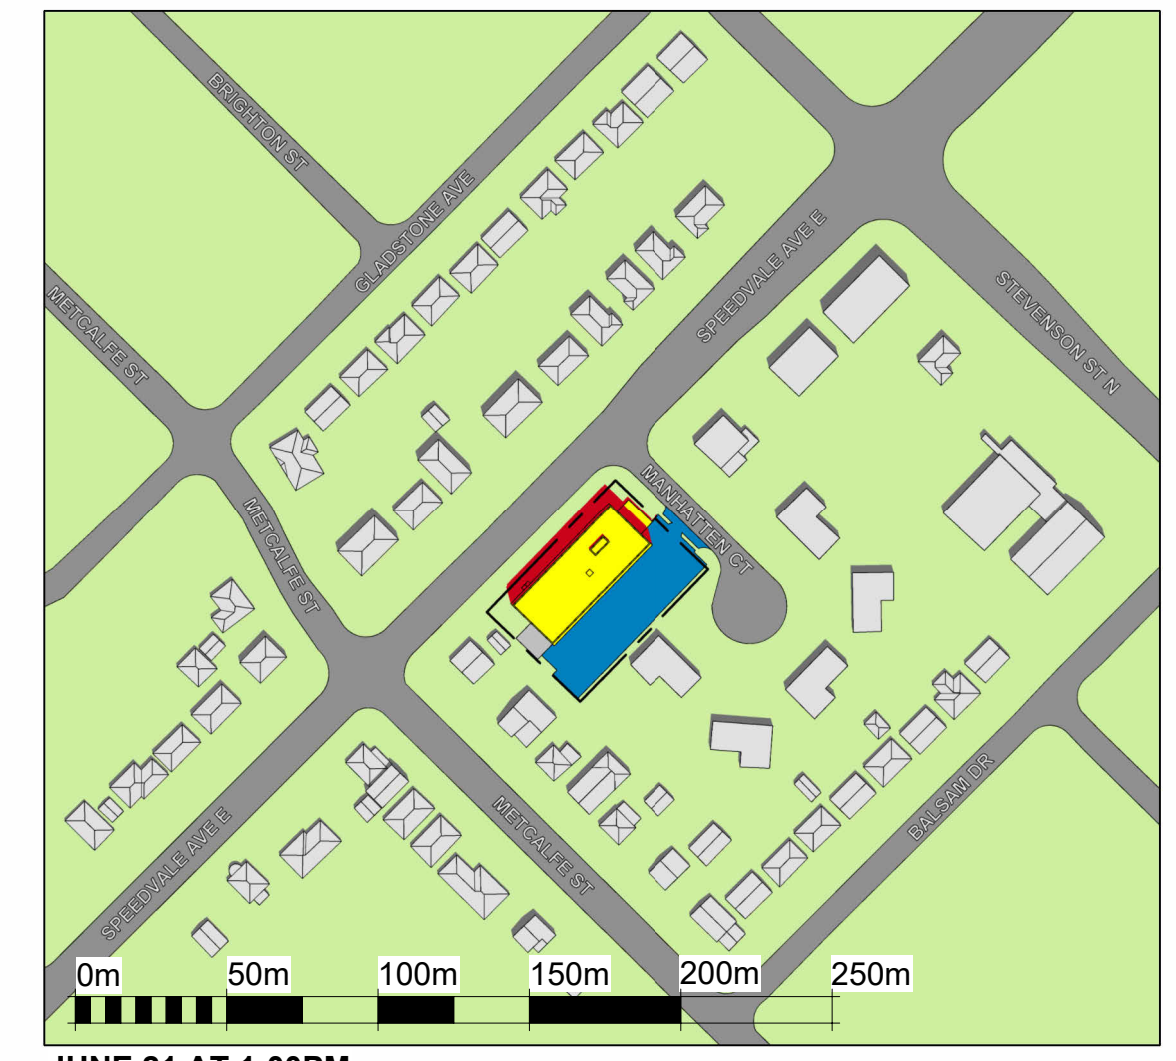 BRIGHTON ST
GLADSTONE AVE
METCALFE ST
SPEEDVALE AVE E
STEVENSON ST N
MANHATTEN CT
METCALFE ST
METCALFE ST
BALSAM DR
SPEEDVALE AVE E
0m 50m 100m 150m 200m 250m